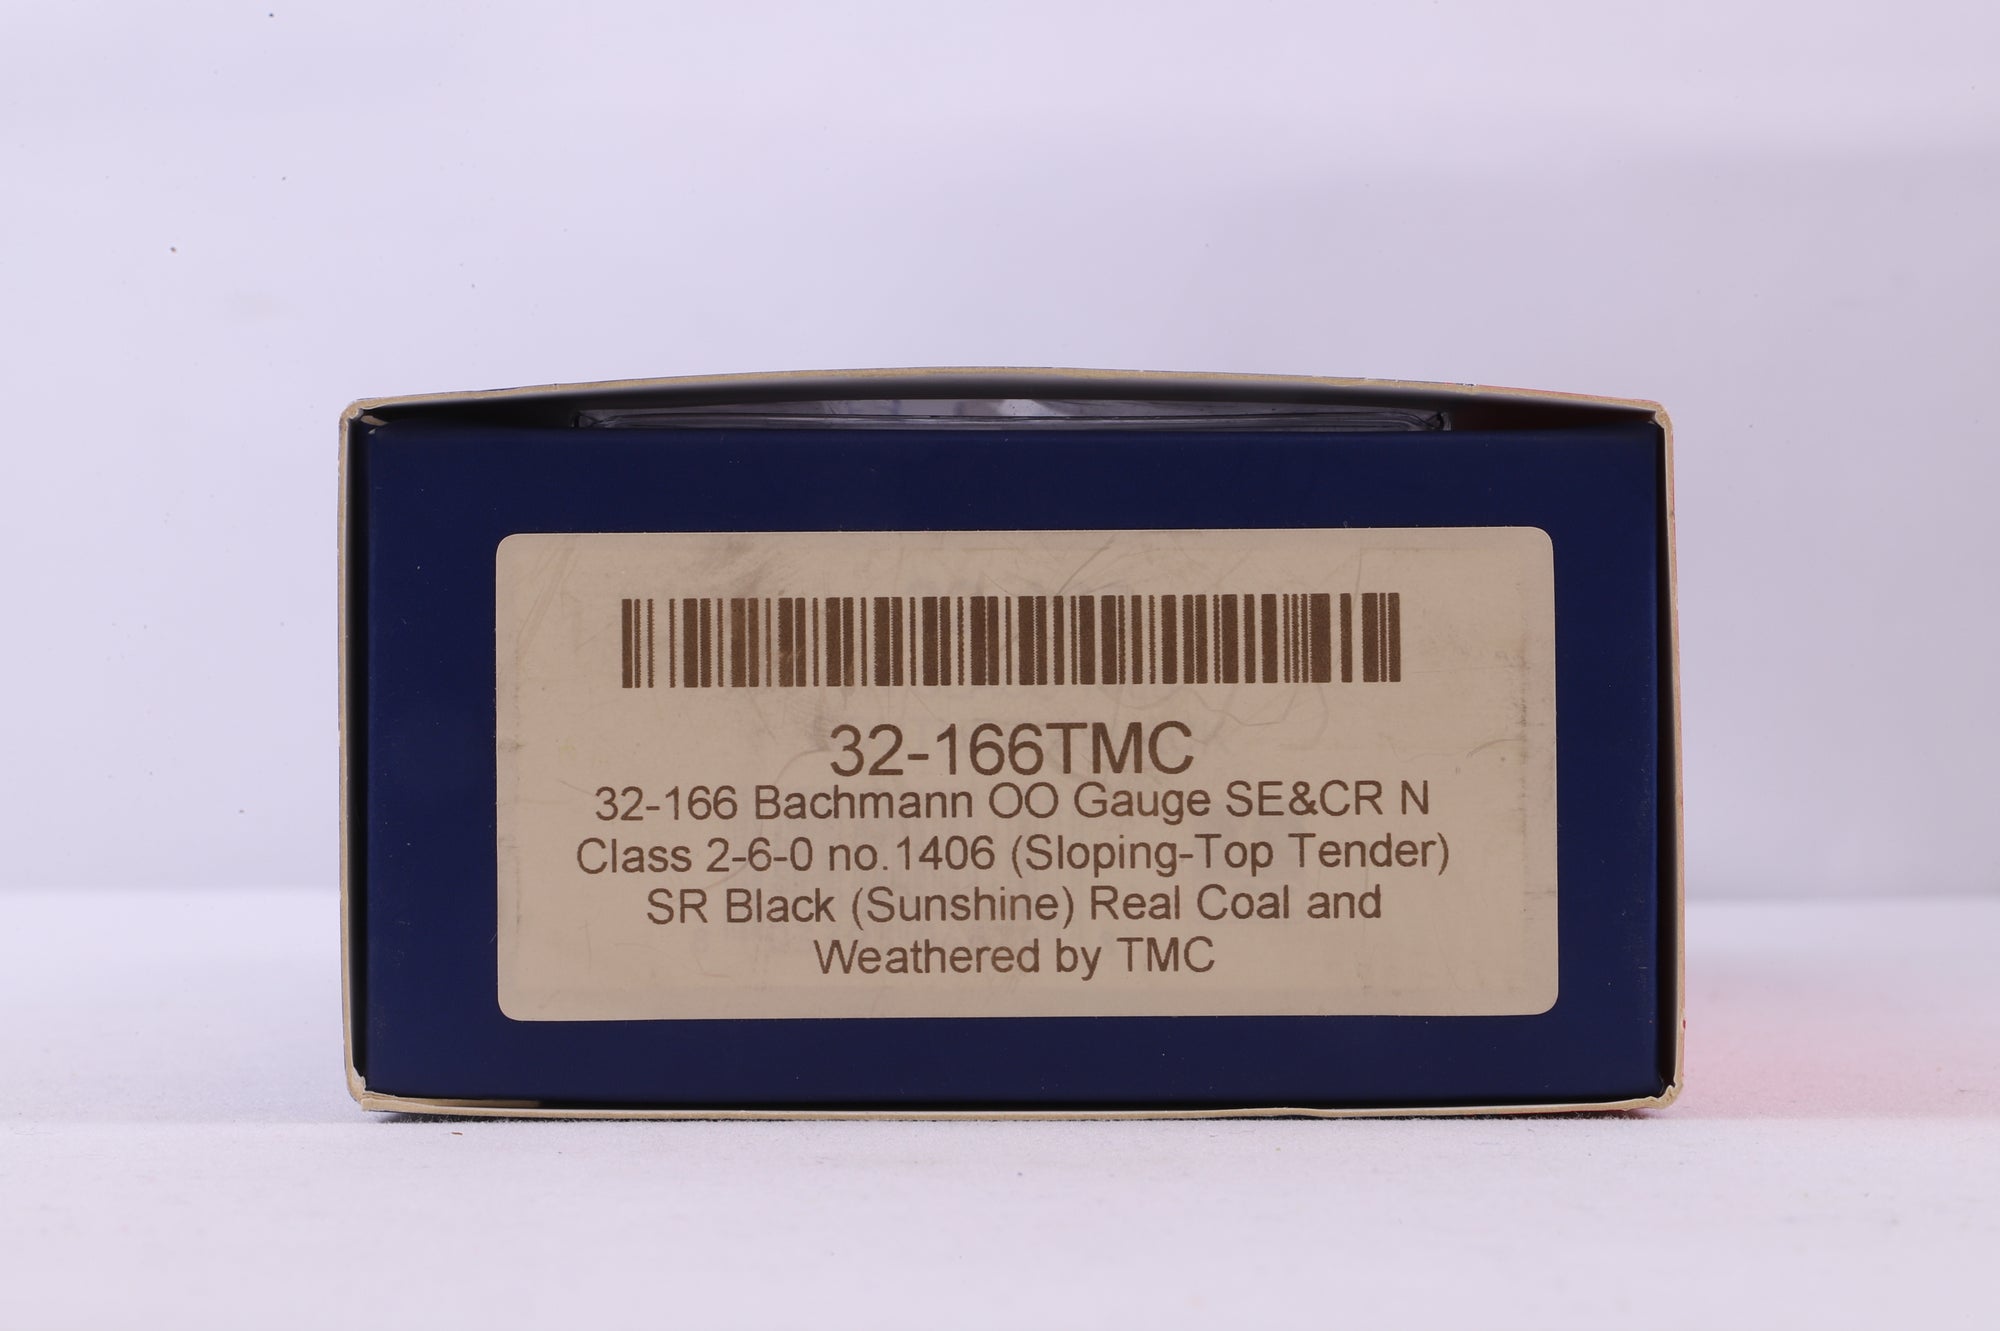 32-166TMC
32-166 Bachmann OO Gauge SE&CR N
Class 2-6-0 no.1406 (Sloping-Top Tender)
SR Black (Sunshine) Real Coal and
Weathered by TMC